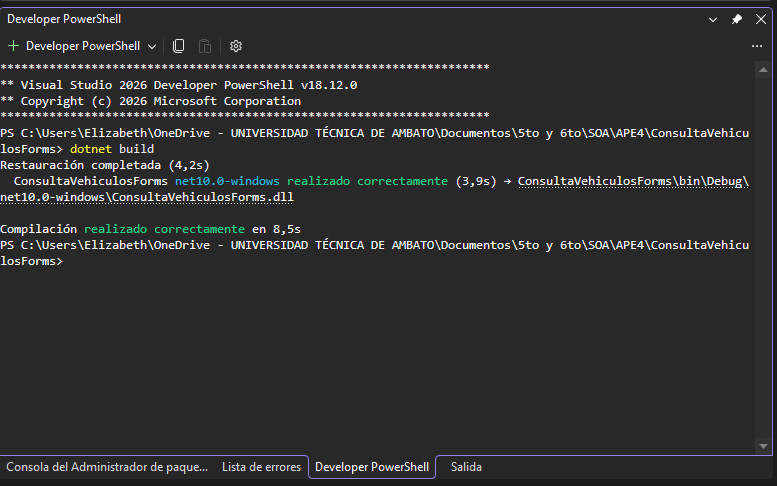 Developer PowerShell
Developer PowerShell
**********************************************************************
** Visual Studio 2026 Developer PowerShell v18.12.0
** Copyright (c) 2026 Microsoft Corporation
**********************************************************************
PS C:\Users\Elizabeth\OneDrive - UNIVERSIDAD TÉCNICA DE AMBATO\Documentos\5to y 6to\SOA\APE4\ConsultaVehicu
losForms> dotnet build
Restauración completada (4,2s)
  ConsultaVehiculosForms net10.0-windows realizado correctamente (3,9s) → ConsultaVehiculosForms\bin\Debug\
net10.0-windows\ConsultaVehiculosForms.dll

Compilación realizado correctamente en 8,5s
PS C:\Users\Elizabeth\OneDrive - UNIVERSIDAD TÉCNICA DE AMBATO\Documentos\5to y 6to\SOA\APE4\ConsultaVehicu
losForms>
Consola del Administrador de paque... Lista de errores Developer PowerShell Salida